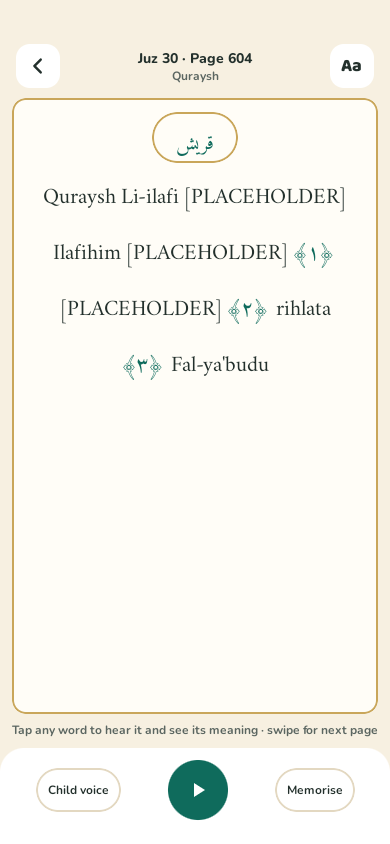 Juz 30 · Page 604
Quraysh
Aa
قريش
Quraysh Li-ilafi [PLACEHOLDER]
Ilafihim [PLACEHOLDER] ﴿١﴾
[PLACEHOLDER] ﴿٢﴾ rihlata
﴿٣﴾ Fal-ya'budu
Tap any word to hear it and see its meaning · swipe for next page
Child voice
Memorise